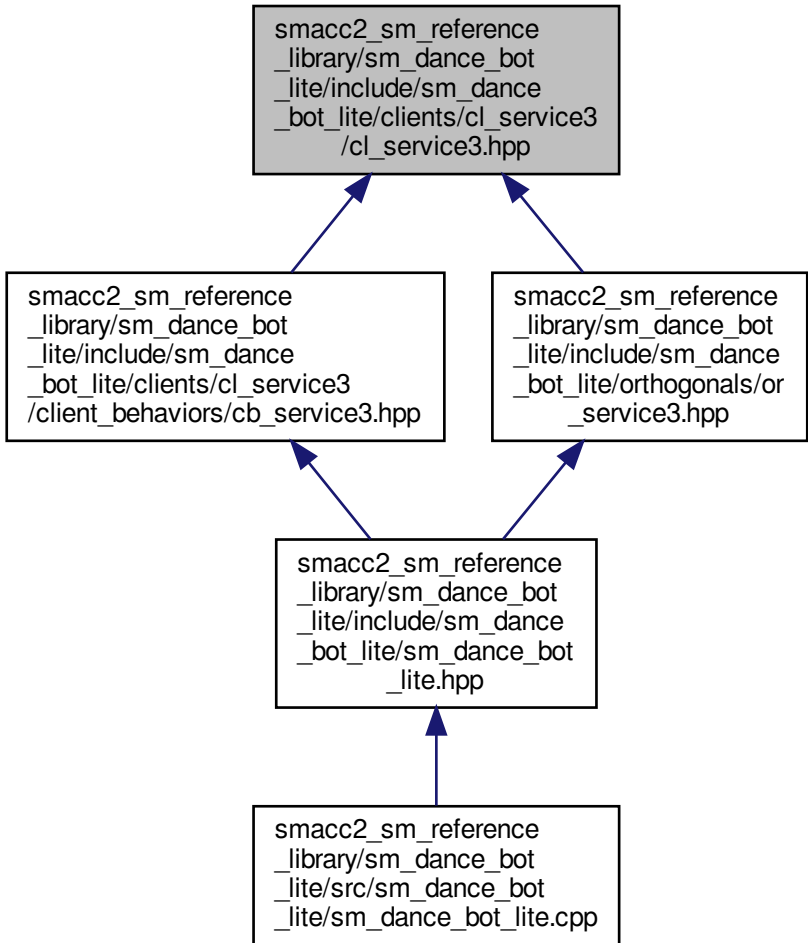 smacc2_sm_reference
_library/sm_dance_bot
_lite/include/sm_dance
_bot_lite/clients/cl_service3
/cl_service3.hpp
smacc2_sm_reference
_library/sm_dance_bot
_lite/include/sm_dance
_bot_lite/clients/cl_service3
/client_behaviors/cb_service3.hpp
smacc2_sm_reference
_library/sm_dance_bot
_lite/include/sm_dance
_bot_lite/orthogonals/or
_service3.hpp
smacc2_sm_reference
_library/sm_dance_bot
_lite/include/sm_dance
_bot_lite/sm_dance_bot
_lite.hpp
smacc2_sm_reference
_library/sm_dance_bot
_lite/src/sm_dance_bot
_lite/sm_dance_bot_lite.cpp